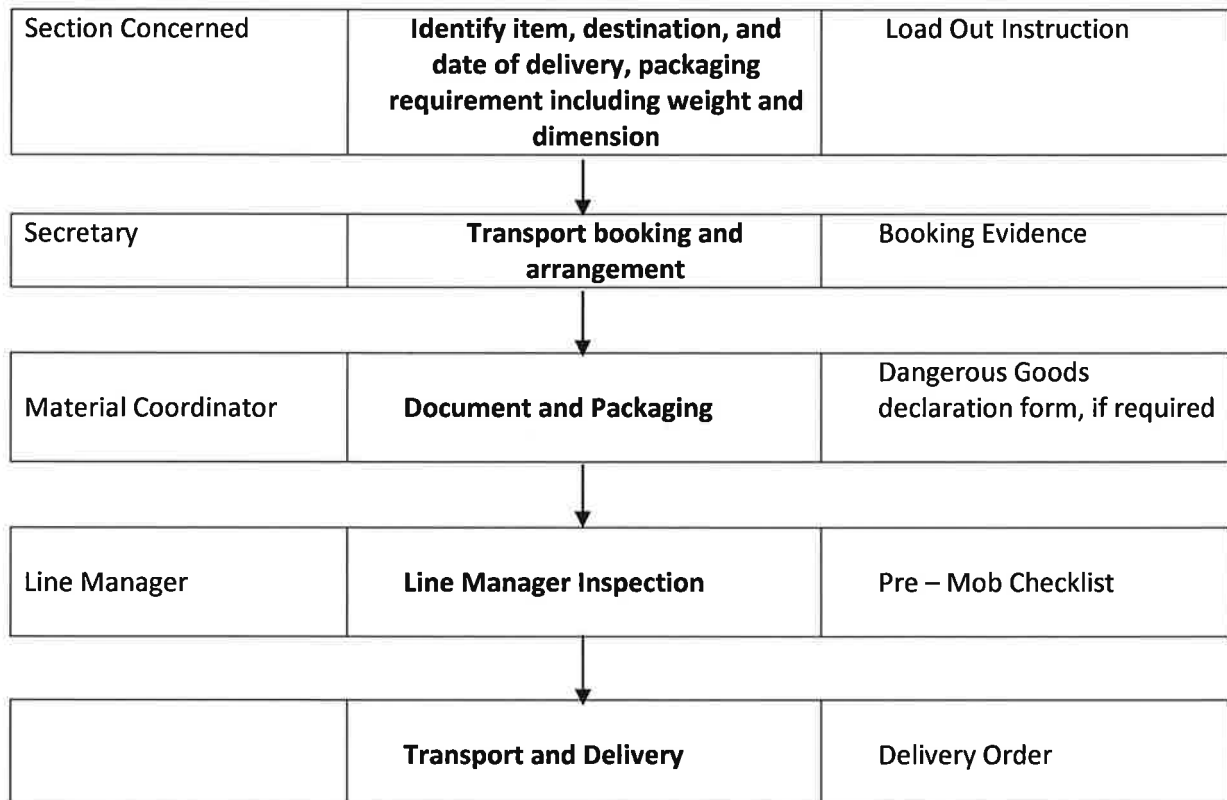 Section Concerned
Identify item, destination, and
date of delivery, packaging
requirement including weight and
dimension
Load Out Instruction
Secretary
Transport booking and
arrangement
Booking Evidence
Material Coordinator
Document and Packaging
Dangerous Goods
declaration form, if required
Line Manager
Line Manager Inspection
Pre – Mob Checklist
Transport and Delivery
Delivery Order